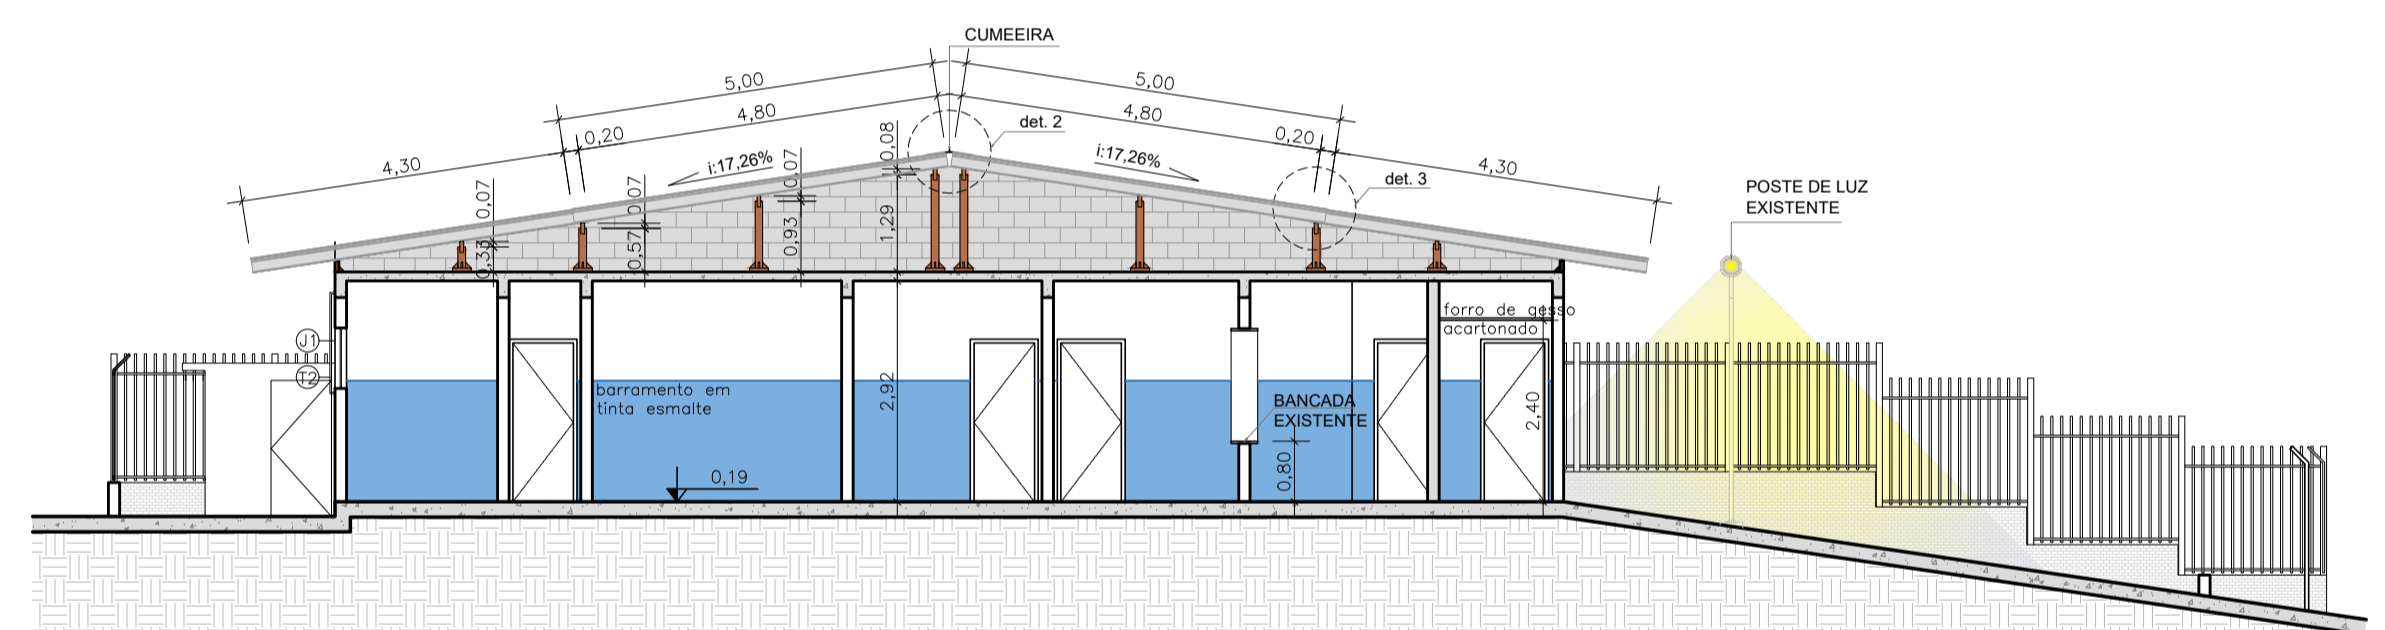 CUMEEIRA
5,00
5,00
4,80
4,80
0,20
0,20
det. 2
4,30
4,30
i:17,26%
i:17,26%
0,08
0,07
0,07
0,07
det. 3
POSTE DE LUZ
EXISTENTE
1,29
0,93
0,57
0,33
forro de gesso
acartonado
J1
T2
barramento em
tinta esmalte
2,92
BANCADA
EXISTENTE
2,40
0,80
0,19